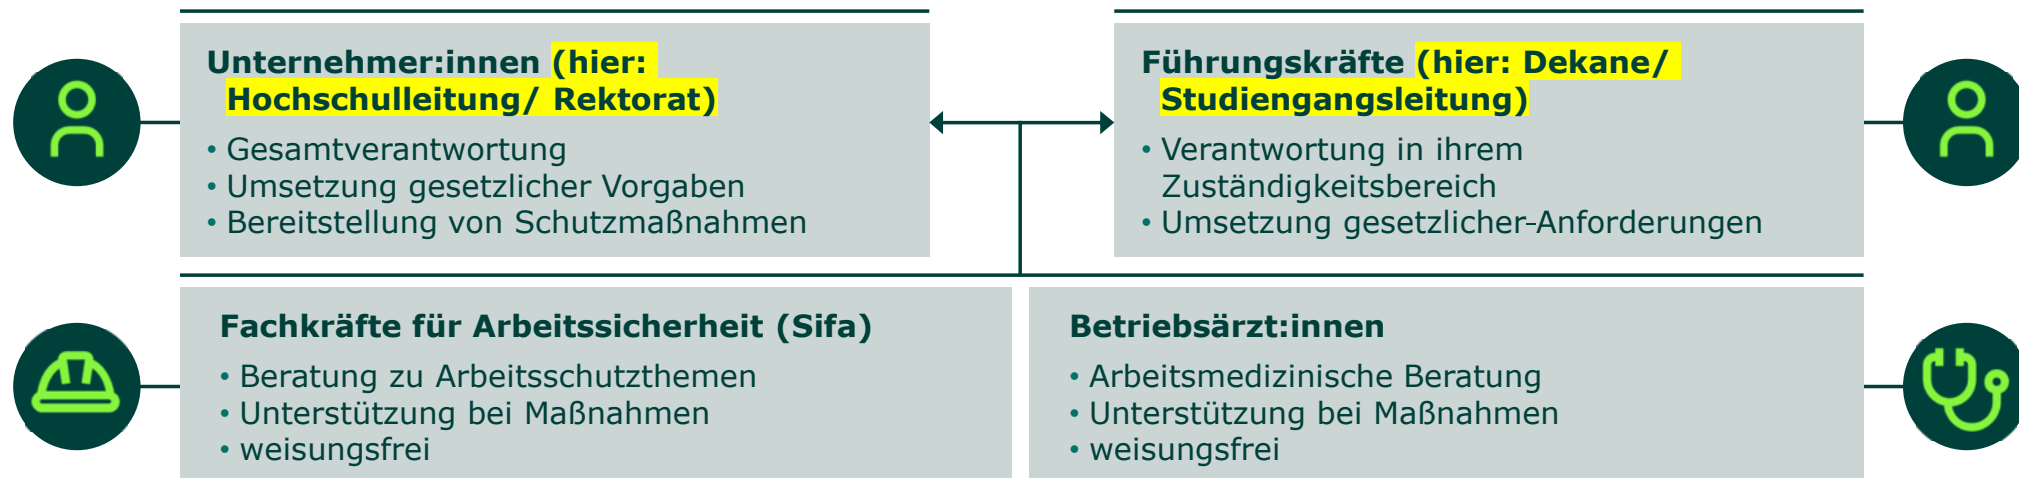 Unternehmer:innen (hier:
Hochschulleitung/ Rektorat)
• Gesamtverantwortung
• Umsetzung gesetzlicher Vorgaben
• Bereitstellung von Schutzmaßnahmen
Führungskräfte (hier: Dekane/
Studiengangsleitung)
• Verantwortung in ihrem
Zuständigkeitsbereich
• Umsetzung gesetzlicher-Anforderungen
Fachkräfte für Arbeitssicherheit (Sifa)
• Beratung zu Arbeitsschutzthemen
• Unterstützung bei Maßnahmen
• weisungsfrei
Betriebsärzt:innen
• Arbeitsmedizinische Beratung
• Unterstützung bei Maßnahmen
• weisungsfrei